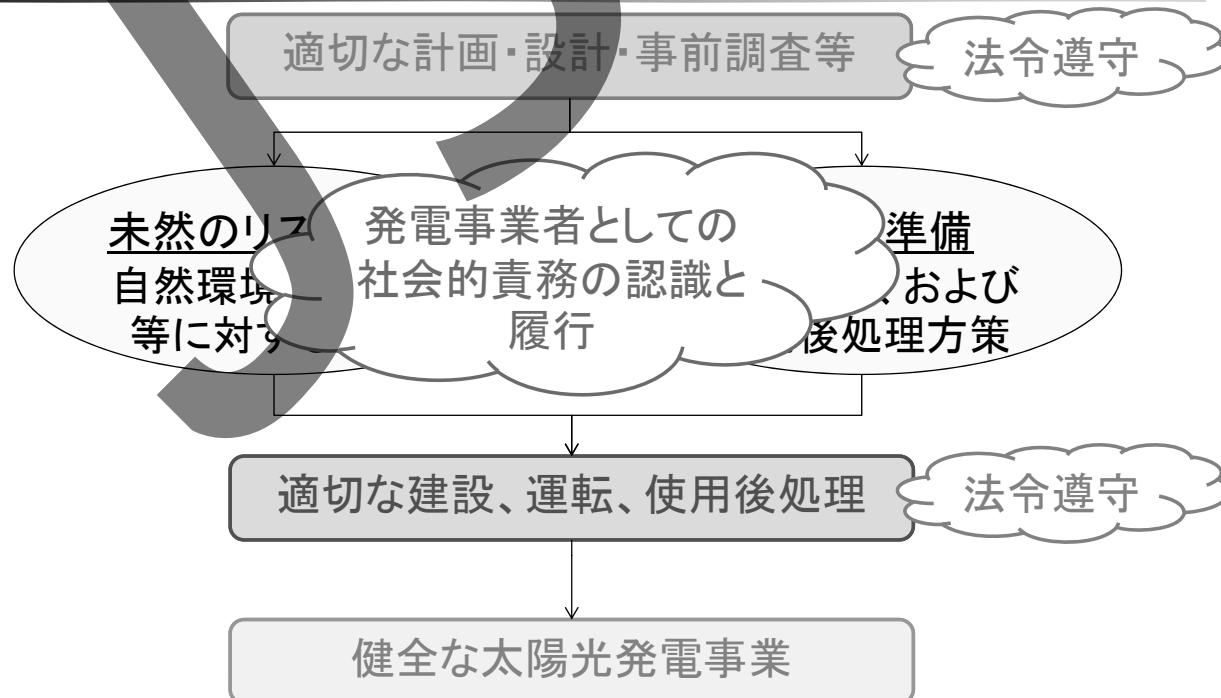 適切な計画・設計・事前調査等
法令遵守
未然のリス
自然環境
等に対す
発電事業者としての
社会的責務の認識と
履行
準備
、および
後処理方策
適切な建設、運転、使用後処理
法令遵守
健全な太陽光発電事業